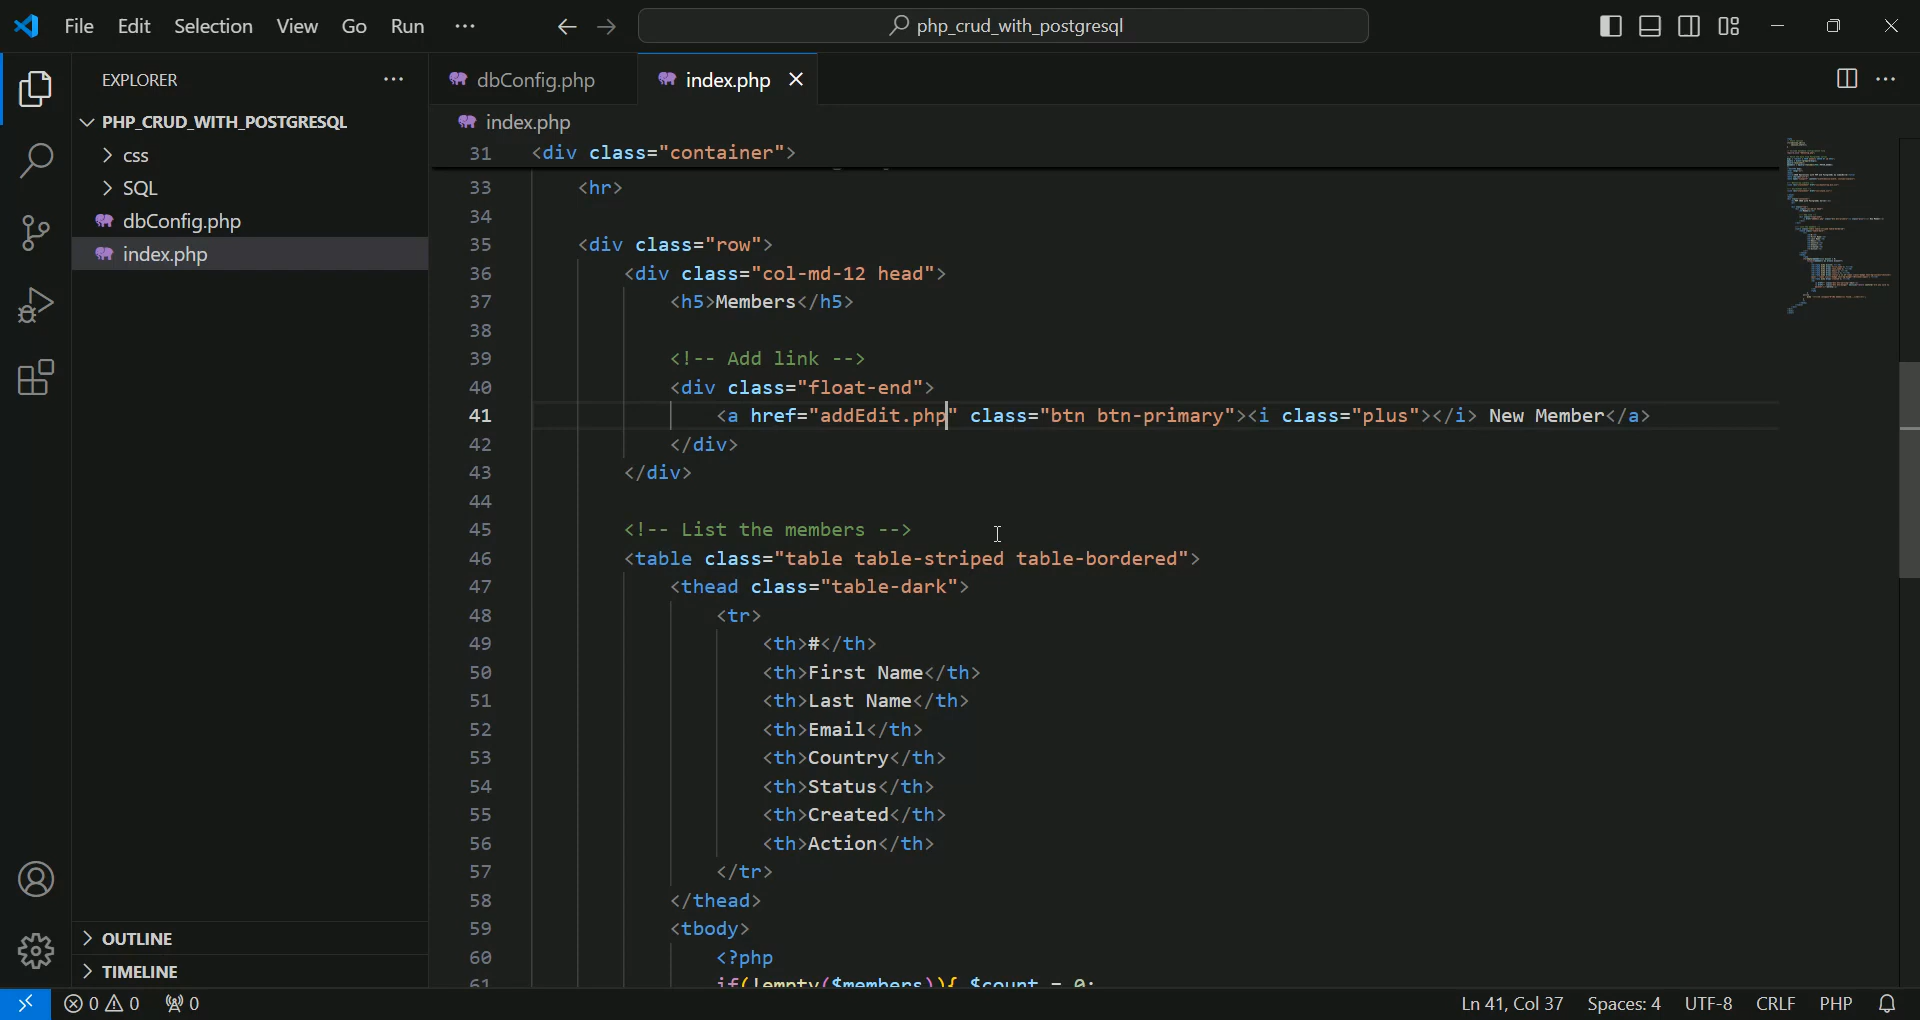 File Edit Selection View Go Run ··· php_crud_with_postgresql
EXPLORER ···
PHP_CRUD_WITH_POSTGRESQL
css
SQL
dbConfig.php
index.php
OUTLINE
TIMELINE
dbConfig.php index.php
index.php
31 <div class="container">
33 <hr>
34
35 <div class="row">
36 <div class="col-md-12 head">
37 <h5>Members</h5>
38
39 <!-- Add link -->
40 <div class="float-end">
41 <a href="addEdit.php" class="btn btn-primary"><i class="plus"></i> New Member</a>
42 </div>
43 </div>
44
45 <!-- List the members -->
46 <table class="table table-striped table-bordered">
47 <thead class="table-dark">
48 <tr>
49 <th>#</th>
50 <th>First Name</th>
51 <th>Last Name</th>
52 <th>Email</th>
53 <th>Country</th>
54 <th>Status</th>
55 <th>Created</th>
56 <th>Action</th>
57 </tr>
58 </thead>
59 <tbody>
60 <?php
61 if(!empty($members)){ $count = 0;
0 0 0 Ln 41, Col 37 Spaces: 4 UTF-8 CRLF PHP